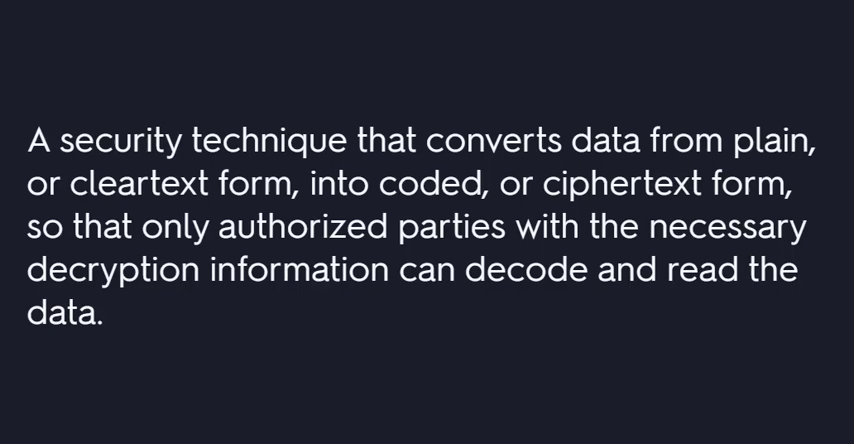 A security technique that converts data from plain,
or cleartext form, into coded, or ciphertext form,
so that only authorized parties with the necessary
decryption information can decode and read the
data.